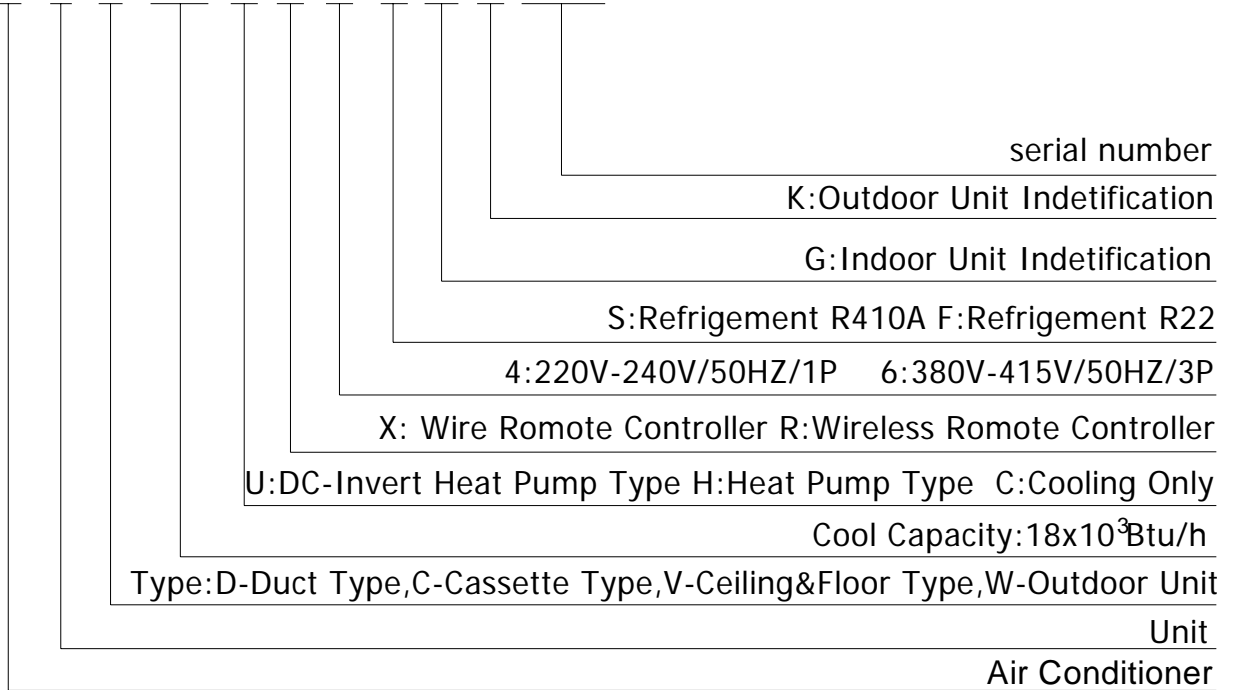 serial number
K:Outdoor Unit Indetification
G:Indoor Unit Indetification
S:Refrigement R410A F:Refrigement R22
4:220V-240V/50HZ/1P 6:380V-415V/50HZ/3P
X: Wire Romote Controller R:Wireless Romote Controller
U:DC-Invert Heat Pump Type H:Heat Pump Type C:Cooling Only
Cool Capacity:18x10³Btu/h
Type:D-Duct Type,C-Cassette Type,V-Ceiling&Floor Type,W-Outdoor Unit
Unit
Air Conditioner